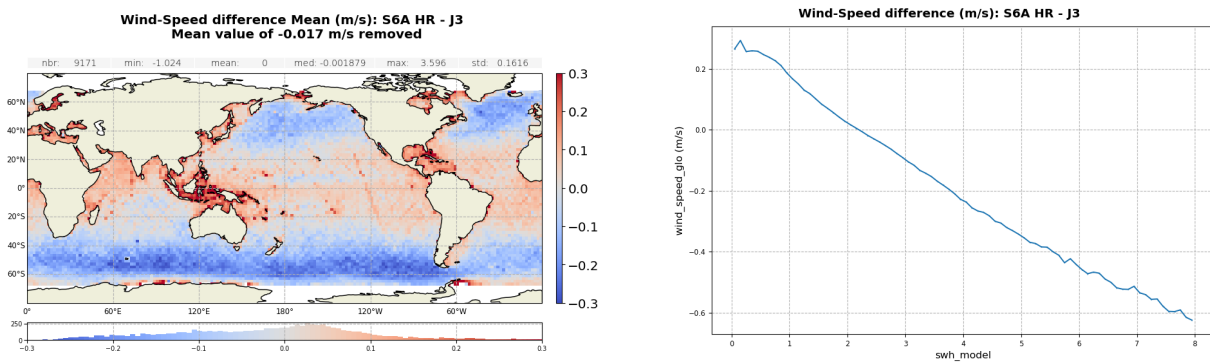 Wind-Speed difference Mean (m/s): S6A HR - J3
Mean value of -0.017 m/s removed
nbr: 9171 min: -1.024 mean: 0 med: -0.001879 max: 3.596 std: 0.1616
60°N
40°N
20°N
0°
20°S
40°S
60°S
0° 60°E 120°E 180° 120°W 60°W
0.3
0.2
0.1
0.0
−0.1
−0.2
−0.3
250
0
−0.3 −0.2 −0.1 0.0 0.1 0.2 0.3
Wind-Speed difference (m/s): S6A HR - J3
wind_speed_glo (m/s)
0.2
0.0
−0.2
−0.4
−0.6
0 1 2 3 4 5 6 7 8
swh_model